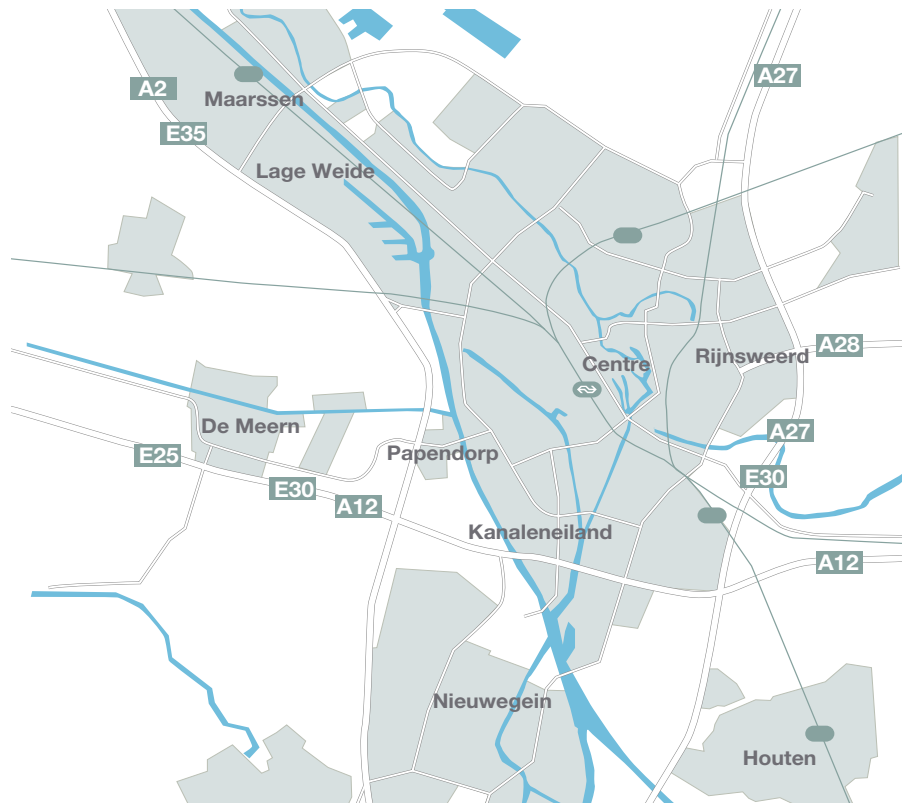 A27
A2
Maarssen
E35
Lage Weide
A28
Rijnsweerd
Centre
De Meern
A27
Papendorp
E25
E30
E30
A12
Kanaleneiland
A12
Nieuwegein
Houten